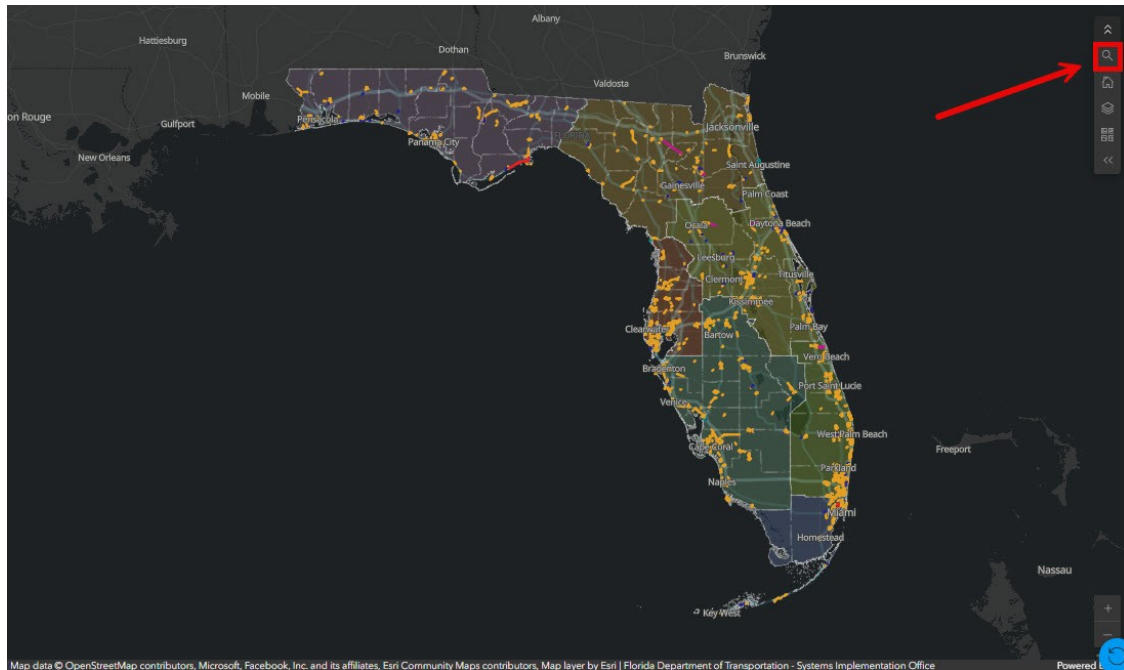 Albany
Hattiesburg
Dothan
Brunswick
Valdosta
Mobile
on Rouge
Gulfport
Pensacola
Jacksonville
FLORIDA
Panama City
New Orleans
Saint Augustine
Gainesville
Palm Coast
Ocala
Daytona Beach
Leesburg
Clermont
Titusville
Kissimmee
Clearwater
Bartow
Palm Bay
Vero Beach
Bradenton
Port Saint Lucie
Venice
West Palm Beach
Cape Coral
Freeport
Parkland
Naples
Miami
Homestead
Nassau
Key West
Map data © OpenStreetMap contributors, Microsoft, Facebook, Inc. and its affiliates, Esri Community Maps contributors, Map layer by Esri | Florida Department of Transportation - Systems Implementation Office
Powered